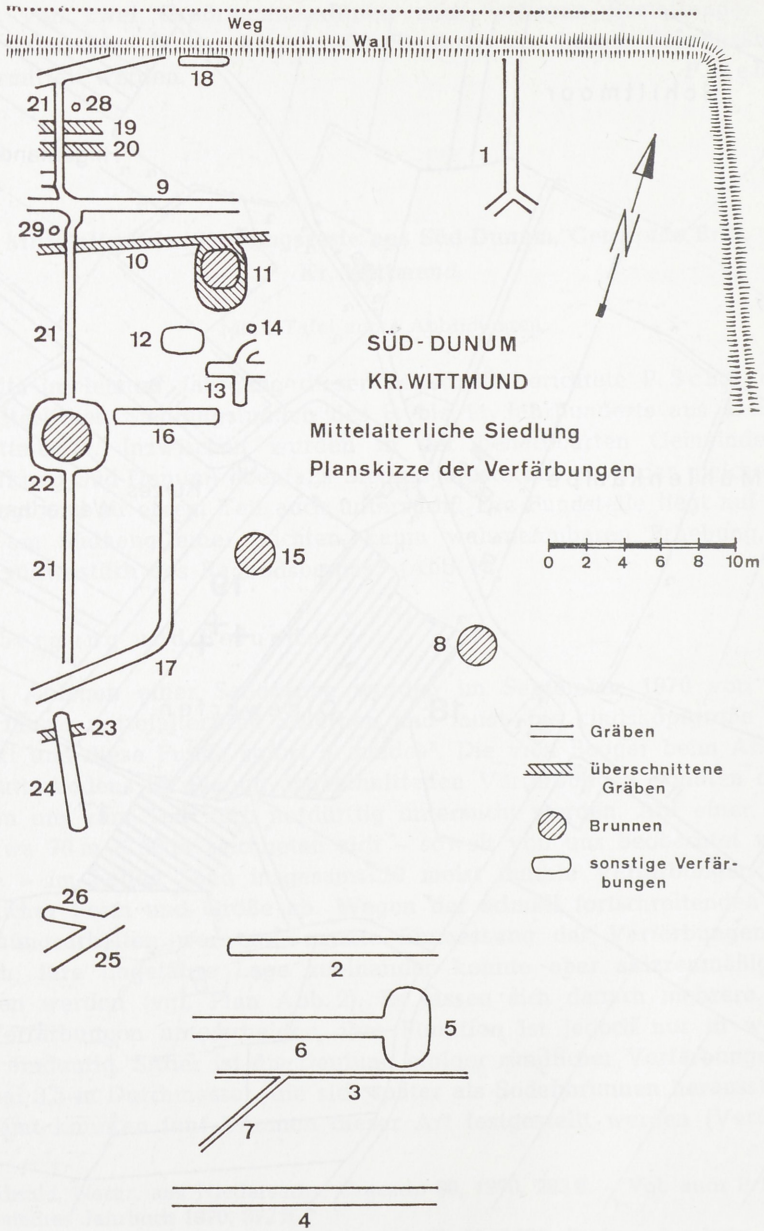 Weg
Wall
18
21 28
19
20
1
9
29
10
11
N
21
12
14
13
16
22
SÜD-DUNUM
KR. WITTMUND
Mittelalterliche Siedlung
Planskizze der Verfärbungen
0 2 4 6 8 10m
21
15
17
8
23
24
Gräben
überschnittene
Gräben
Brunnen
sonstige Verfär-
bungen
26
25
2
5
6
3
7
4